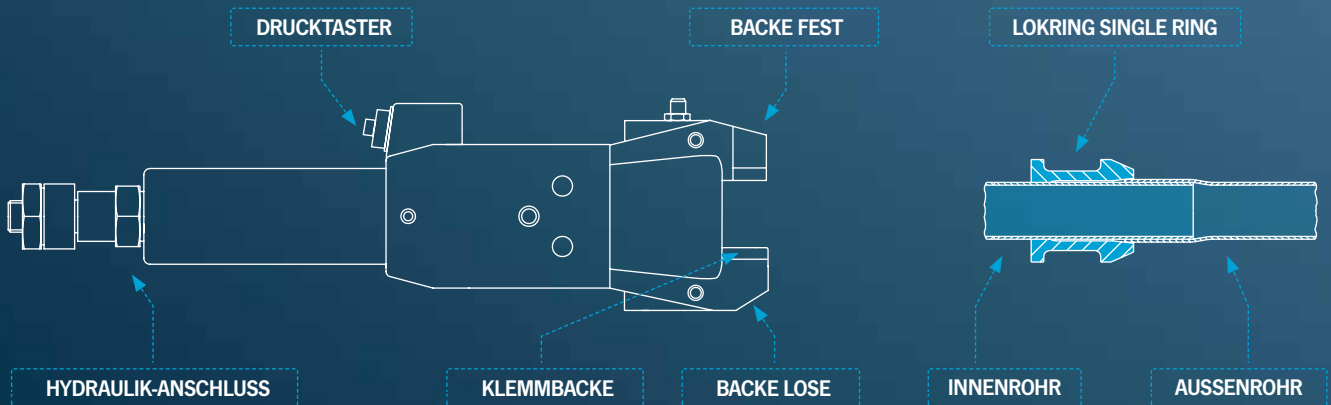 DRUCKTASTER
BACKE FEST
LOKRING SINGLE RING
HYDRAULIK-ANSCHLUSS
KLEMMBACKE
BACKE LOSE
INNENROHR
AUSSENROHR